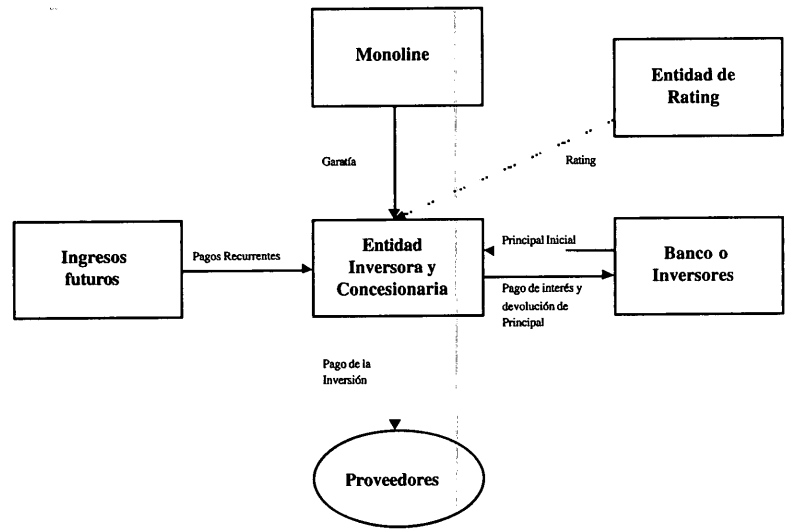 Monoline
Entidad de
Rating
Garatía
Rating
Ingresos
futuros
Pagos Recurrentes
Entidad
Inversora y
Concesionaria
Principal Inicial
Pago de interés y
devolución de
Principal
Banco o
Inversores
Pago de la
Inversión
Proveedores